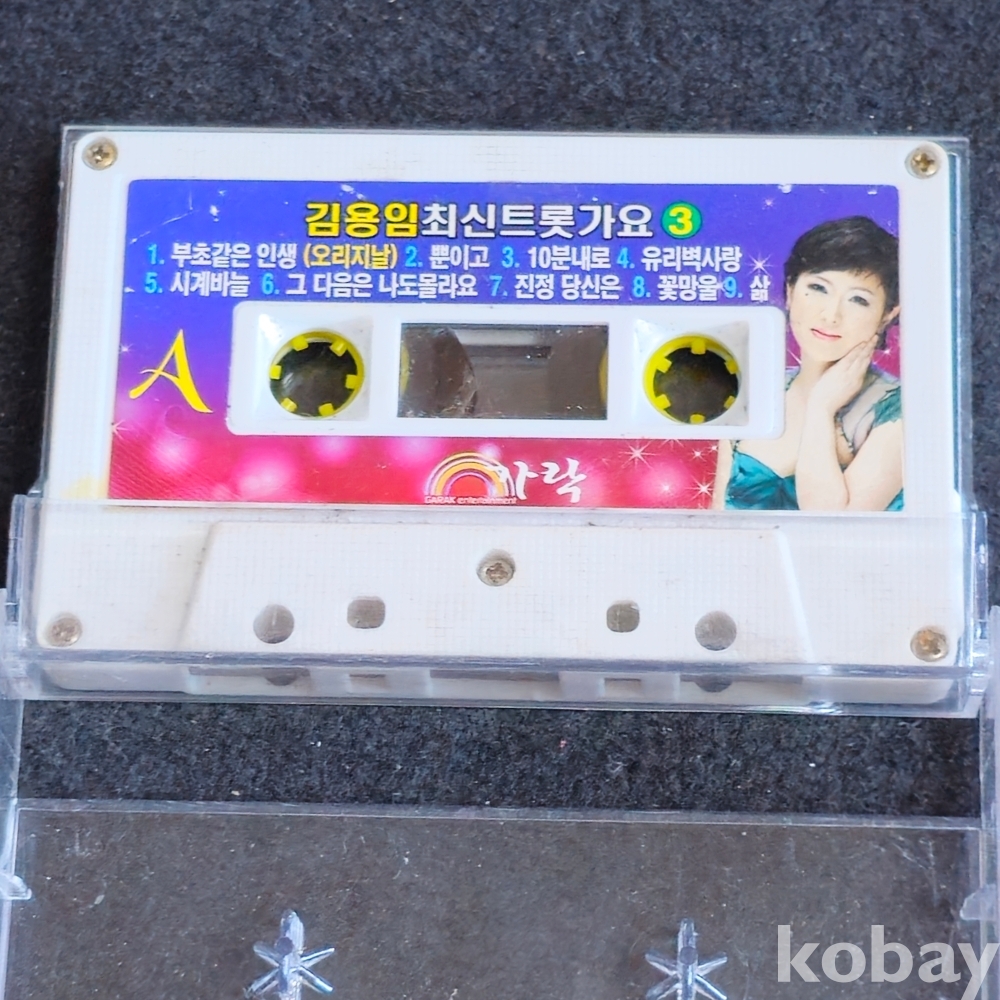 김용임최신트롯가요 3
1. 부초같은 인생 (오리지날) 2. 뿐이고 3. 10분내로 4. 유리벽사랑
5. 시계바늘 6. 그 다음은 나도몰라요 7. 진정 당신은 8. 꽃망울 9. 삶
A
가락
GARAK entertainment
kobay